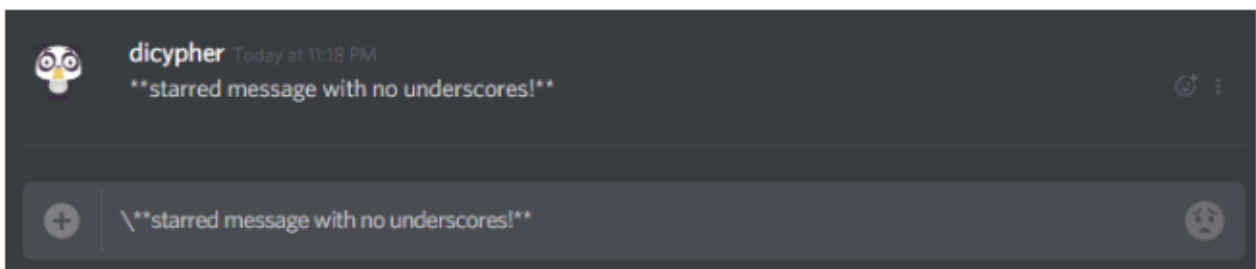 dicypher Today at 11:18 PM
**starred message with no underscores!**
\**starred message with no underscores!**